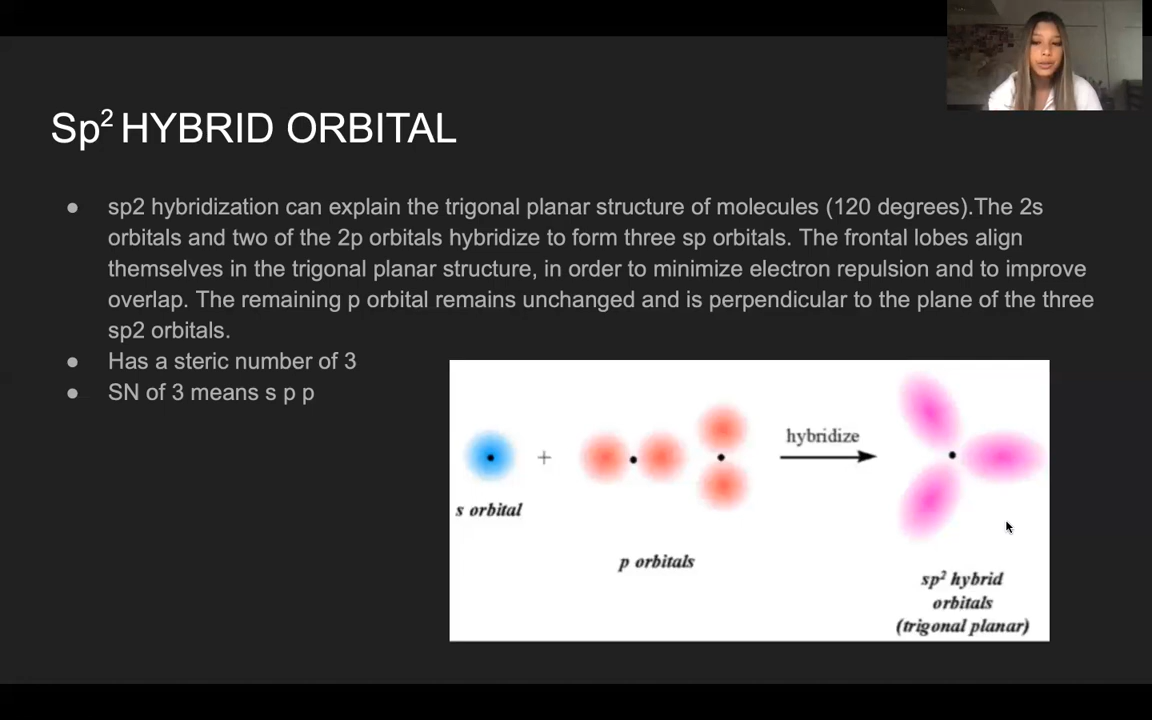 Sp² HYBRID ORBITAL
● sp2 hybridization can explain the trigonal planar structure of molecules (120 degrees).The 2s
orbitals and two of the 2p orbitals hybridize to form three sp orbitals. The frontal lobes align
themselves in the trigonal planar structure, in order to minimize electron repulsion and to improve
overlap. The remaining p orbital remains unchanged and is perpendicular to the plane of the three
sp2 orbitals.
● Has a steric number of 3
● SN of 3 means s p p
hybridize
+
s orbital
p orbitals
sp² hybrid
orbitals
(trigonal planar)